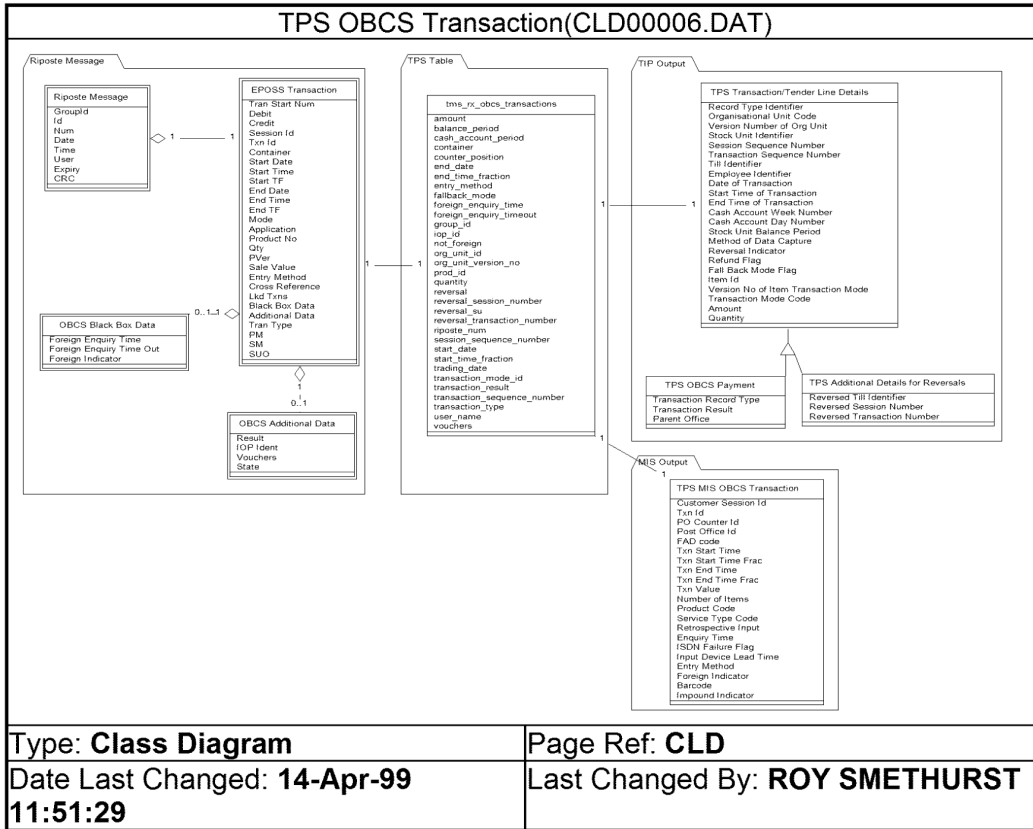 TPS OBCS Transaction(CLD00006.DAT)
Riposte Message
Riposte Message
GroupId
Id
Num
Date
Time
User
Expiry
CRC
1
1
EPOSS Transaction
Tran Start Num
Debit
Credit
Session Id
Txn Id
Container
Start Date
Start Time
Start TF
End Date
End Time
End TF
Mode
Application
Product No
Qty
PVer
Sale Value
Entry Method
Cross Reference
Lkd Txns
Black Box Data
Additional Data
Tran Type
PM
SM
SUO
0..1
1
OBCS Black Box Data
Foreign Enquiry Time
Foreign Enquiry Time Out
Foreign Indicator
1
0..1
OBCS Additional Data
Result
IOP Ident
Vouchers
State
1
1
TPS Table
tms_rx_obcs_transactions
amount
balance_period
cash_account_period
container
counter_position
end_date
end_time_fraction
entry_method
fallback_mode
foreign_enquiry_time
foreign_enquiry_timeout
group_id
iop_id
not_foreign
org_unit_id
org_unit_version_no
prod_id
quantity
reversal
reversal_session_number
reversal_su
reversal_transaction_number
riposte_num
session_sequence_number
start_date
start_time_fraction
trading_date
transaction_mode_id
transaction_result
transaction_sequence_number
transaction_type
user_name
vouchers
1
1
TIP Output
TPS Transaction/Tender Line Details
Record Type Identifier
Organisational Unit Code
Version Number of Org Unit
Stock Unit Identifier
Session Sequence Number
Transaction Sequence Number
Till Identifier
Employee Identifier
Date of Transaction
Start Time of Transaction
End Time of Transaction
Cash Account Week Number
Cash Account Day Number
Stock Unit Balance Period
Method of Data Capture
Reversal Indicator
Refund Flag
Fall Back Mode Flag
Item Id
Version No of Item Transaction Mode
Transaction Mode Code
Amount
Quantity
TPS OBCS Payment
Transaction Record Type
Transaction Result
Parent Office
TPS Additional Details for Reversals
Reversed Till Identifier
Reversed Session Number
Reversed Transaction Number
1
1
MIS Output
TPS MIS OBCS Transaction
Customer Session Id
Txn Id
PO Counter Id
Post Office Id
FAD code
Txn Start Time
Txn Start Time Frac
Txn End Time
Txn End Time Frac
Txn Value
Number of Items
Product Code
Service Type Code
Retrospective Input
Enquiry Time
ISDN Failure Flag
Input Device Lead Time
Entry Method
Foreign Indicator
Barcode
Impound Indicator
Type: Class Diagram
Page Ref: CLD
Date Last Changed: 14-Apr-99
11:51:29
Last Changed By: ROY SMETHURST